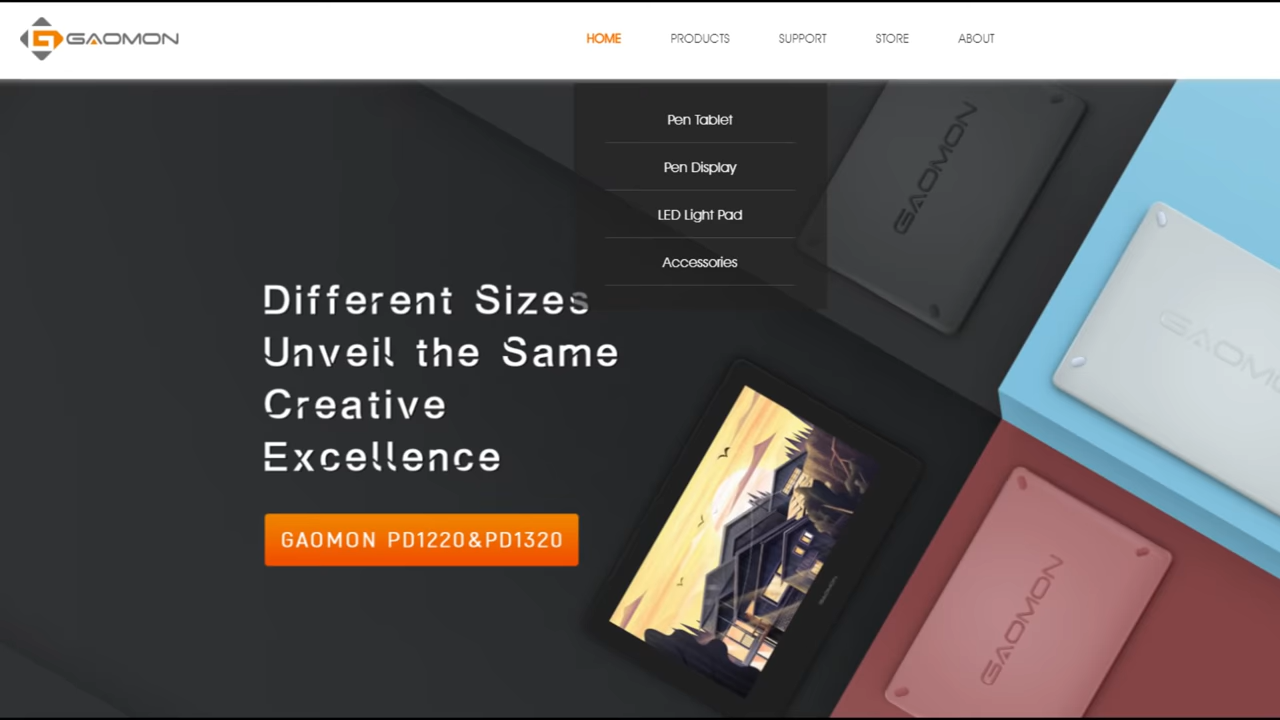 GAOMON
HOME PRODUCTS SUPPORT STORE ABOUT
Pen Tablet
Pen Display
LED Light Pad
Accessories
Different Sizes
Unveil the Same
Creative
Excellence
GAOMON PD1220&PD1320
GAOMON
GAOMON
GAOMON
GAOMON